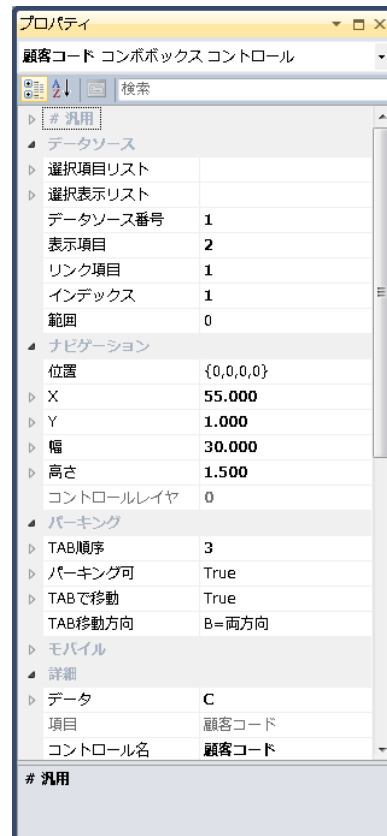 プロパティ
顧客コード コンボボックス コントロール
検索
# 汎用
データソース
選択項目リスト
選択表示リスト
データソース番号 1
表示項目 2
リンク項目 1
インデックス 1
範囲 0
ナビゲーション
位置 {0,0,0,0}
X 55.000
Y 1.000
幅 30.000
高さ 1.500
コントロールレイヤ 0
パーキング
TAB順序 3
パーキング可 True
TABで移動 True
TAB移動方向 B=両方向
モバイル
詳細
データ C
項目 顧客コード
コントロール名 顧客コード
# 汎用